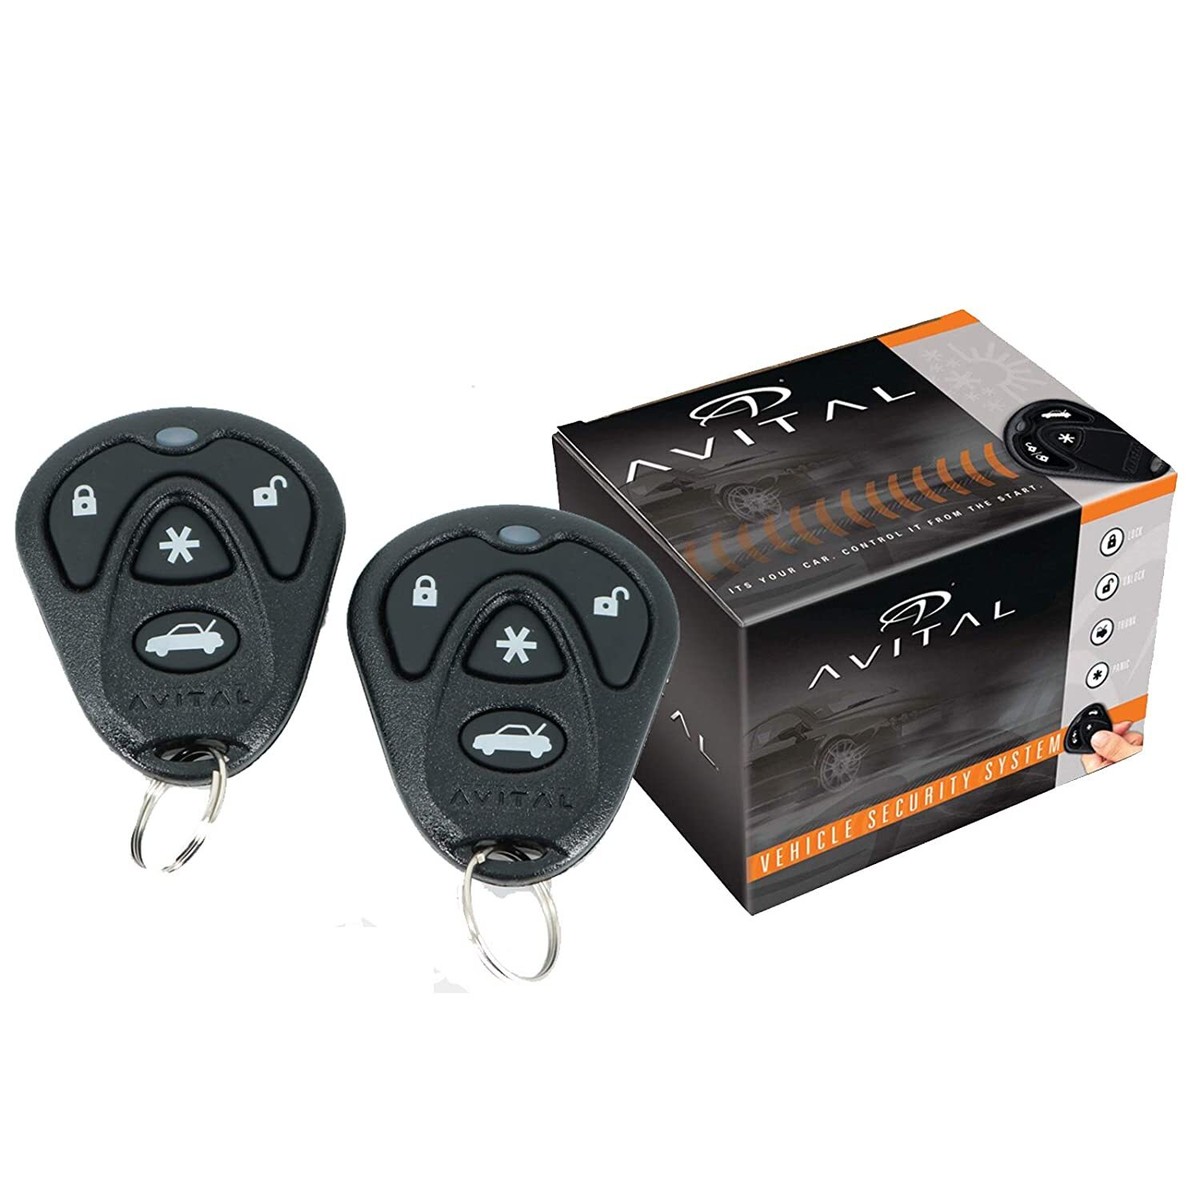 AVITAL
AVITAL
AVITAL
ITS YOUR CAR. CONTROL IT FROM THE START.
AVITAL
LOCK
UNLOCK
TRUNK
PANIC
VEHICLE SECURITY SYSTEM